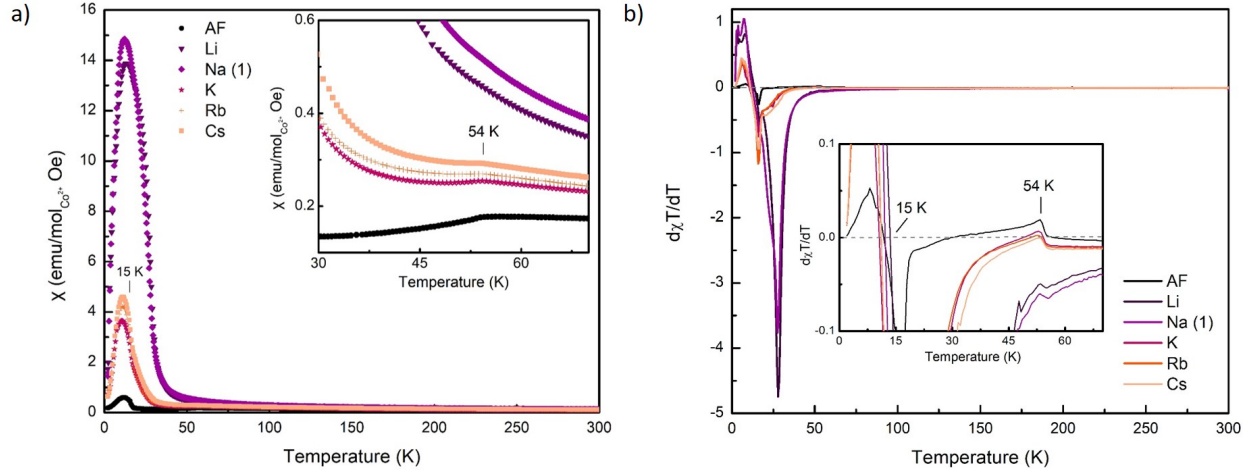 a)
χ (emu/mol Co²⁺ Oe)
16
14
12
10
8
6
4
2
0
AF
Li
Na (1)
K
Rb
Cs
15 K
0 50 100 150 200 250 300
Temperature (K)
χ (emu/mol Co²⁺ Oe)
0.6
0.4
0.2
54 K
30 45 60
Temperature (K)
b)
dχT/dT
1
0
-1
-2
-3
-4
-5
0 50 100 150 200 250 300
Temperature (K)
dχT/dT
0.1
0.0
-0.1
15 K
54 K
0 15 30 45 60
Temperature (K)
AF
Li
Na (1)
K
Rb
Cs